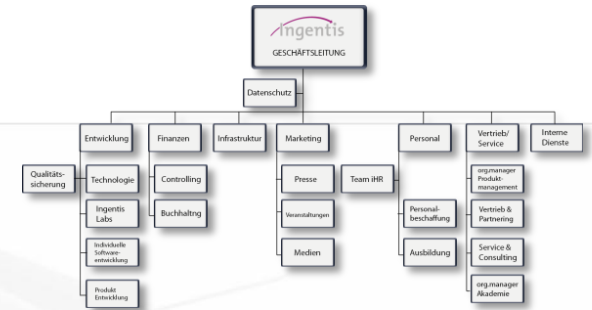 Ingentis
GESCHÄFTSLEITUNG
Datenschutz
Entwicklung
Finanzen
Infrastruktur
Marketing
Personal
Vertrieb/
Service
Interne
Dienste
Qualitäts-
sicherung
Technologie
Ingentis
Labs
Individuelle
Software-
entwicklung
Produkt
Entwicklung
Controlling
Buchhaltng
Presse
Veranstaltungen
Medien
Team iHR
Personal-
beschaffung
Ausbildung
org.manager
Produkt-
management
Vertrieb &
Partnering
Service &
Consulting
org.manager
Akademie